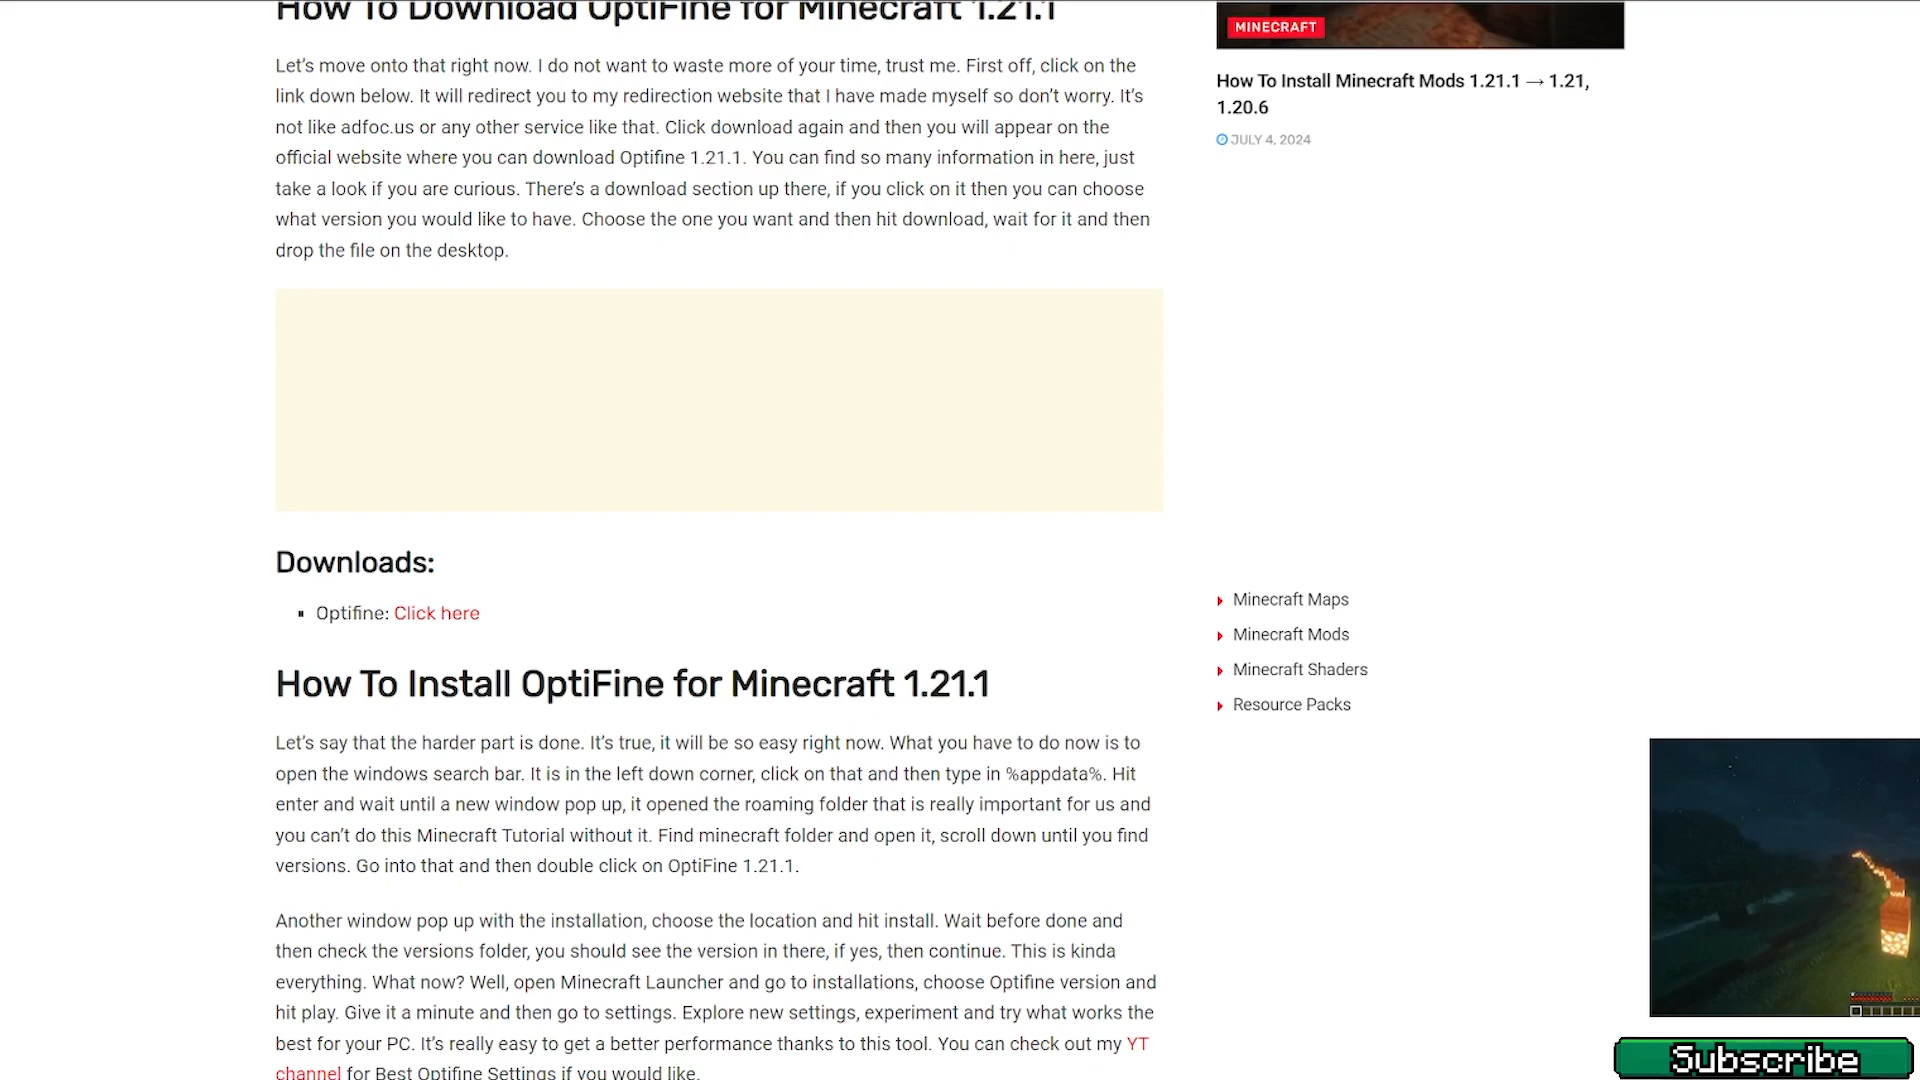 How To Download OptiFine for Minecraft 1.21.1
Let's move onto that right now. I do not want to waste more of your time, trust me. First off, click on the
link down below. It will redirect you to my redirection website that I have made myself so don't worry. It's
not like adfoc.us or any other service like that. Click download again and then you will appear on the
official website where you can download Optifine 1.21.1. You can find so many information in here, just
take a look if you are curious. There's a download section up there, if you click on it then you can choose
what version you would like to have. Choose the one you want and then hit download, wait for it and then
drop the file on the desktop.
Downloads:
Optifine: Click here
How To Install OptiFine for Minecraft 1.21.1
Let's say that the harder part is done. It's true, it will be so easy right now. What you have to do now is to
open the windows search bar. It is in the left down corner, click on that and then type in %appdata%. Hit
enter and wait until a new window pop up, it opened the roaming folder that is really important for us and
you can't do this Minecraft Tutorial without it. Find minecraft folder and open it, scroll down until you find
versions. Go into that and then double click on OptiFine 1.21.1.
Another window pop up with the installation, choose the location and hit install. Wait before done and
then check the versions folder, you should see the version in there, if yes, then continue. This is kinda
everything. What now? Well, open Minecraft Launcher and go to installations, choose Optifine version and
hit play. Give it a minute and then go to settings. Explore new settings, experiment and try what works the
best for your PC. It's really easy to get a better performance thanks to this tool. You can check out my YT
channel for Best Optifine Settings if you would like.
MINECRAFT
How To Install Minecraft Mods 1.21.1 → 1.21,
1.20.6
JULY 4, 2024
Minecraft Maps
Minecraft Mods
Minecraft Shaders
Resource Packs
Subscribe